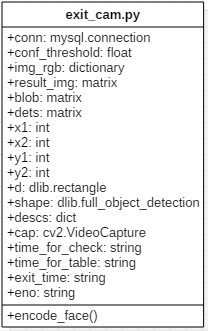 exit_cam.py
+conn: mysql.connection
+conf_threshold: float
+img_rgb: dictionary
+result_img: matrix
+blob: matrix
+dets: matrix
+x1: int
+x2: int
+y1: int
+y2: int
+d: dlib.rectangle
+shape: dlib.full_object_detection
+descs: dict
+cap: cv2.VideoCapture
+time_for_check: string
+time_for_table: string
+exit_time: string
+eno: string
+encode_face()